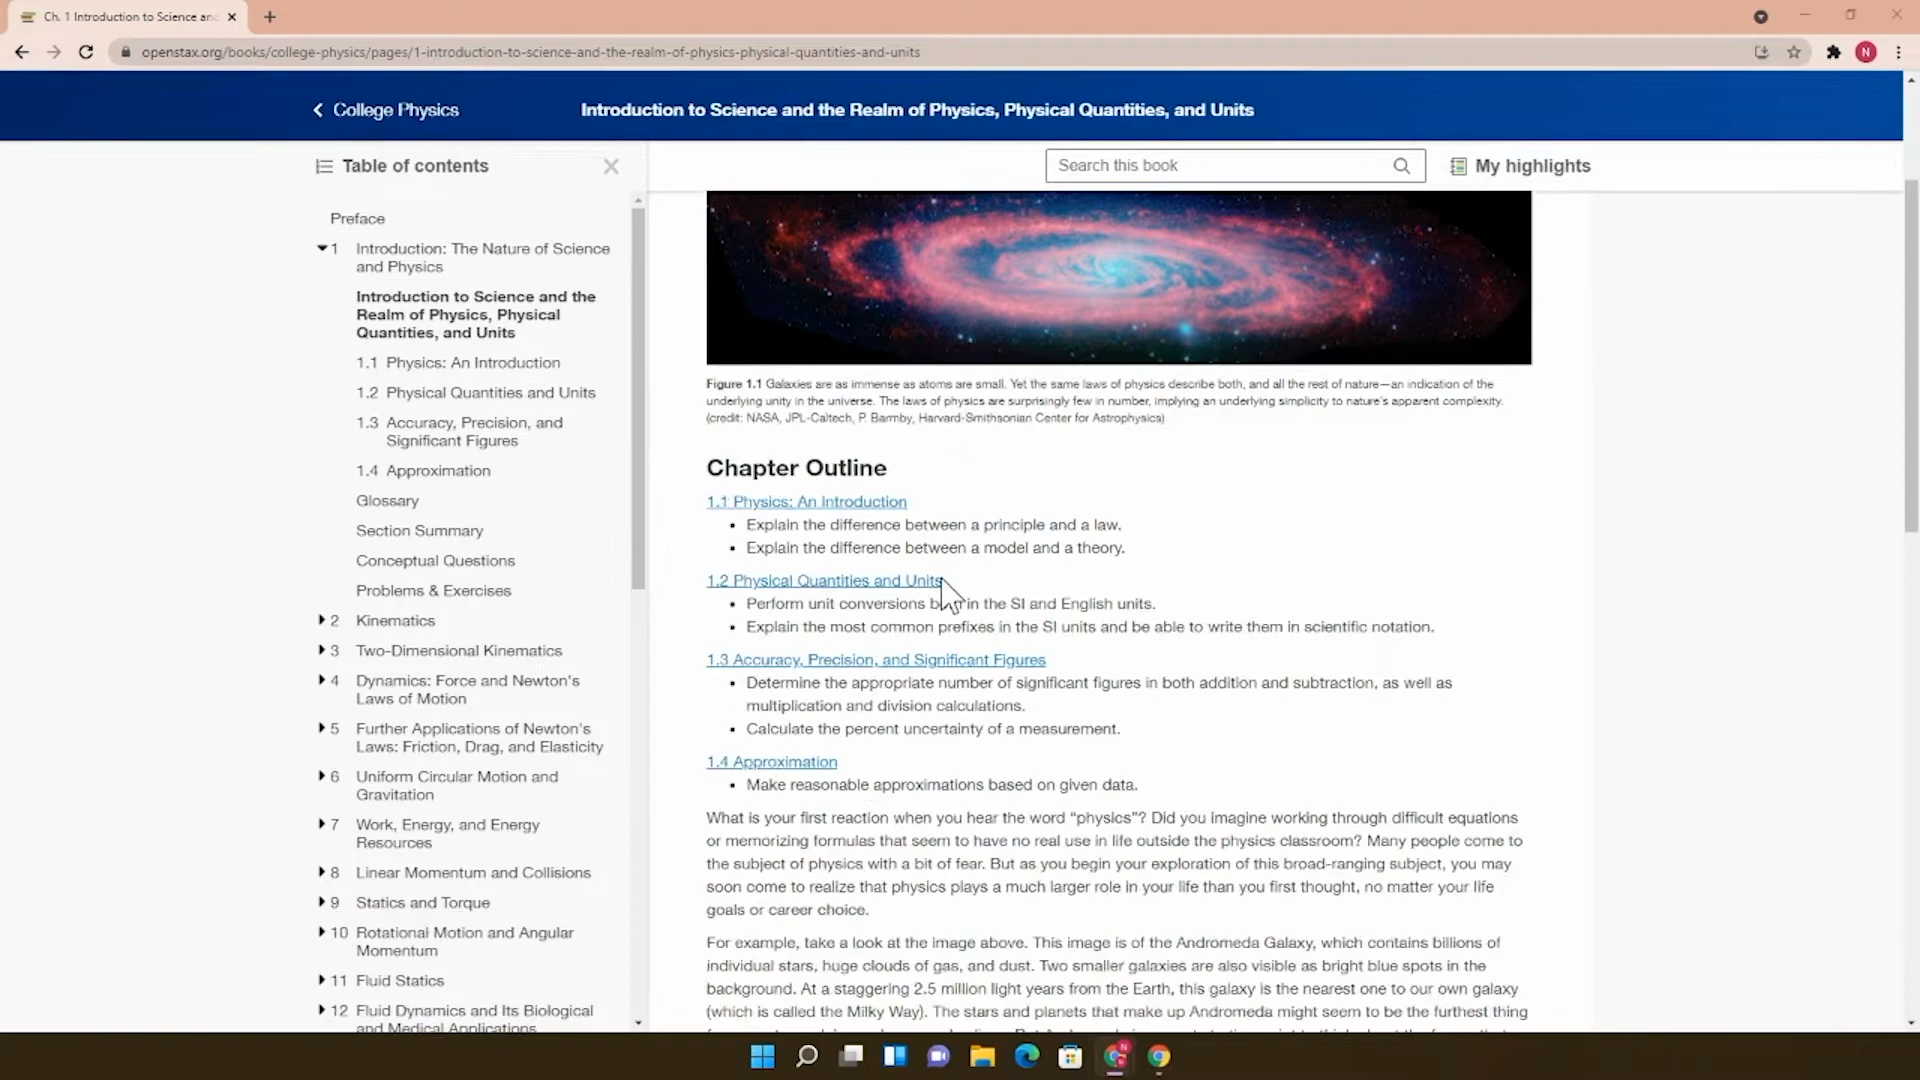 Ch. 1 Introduction to Science and
openstax.org/books/college-physics/pages/1-introduction-to-science-and-the-realm-of-physics-physical-quantities-and-units
N
College Physics
Introduction to Science and the Realm of Physics, Physical Quantities, and Units
Table of contents
Search this book
My highlights
Preface
1 Introduction: The Nature of Science
and Physics
Introduction to Science and the
Realm of Physics, Physical
Quantities, and Units
1.1 Physics: An Introduction
1.2 Physical Quantities and Units
1.3 Accuracy, Precision, and
Significant Figures
1.4 Approximation
Glossary
Section Summary
Conceptual Questions
Problems & Exercises
2 Kinematics
3 Two-Dimensional Kinematics
4 Dynamics: Force and Newton's
Laws of Motion
5 Further Applications of Newton's
Laws: Friction, Drag, and Elasticity
6 Uniform Circular Motion and
Gravitation
7 Work, Energy, and Energy
Resources
8 Linear Momentum and Collisions
9 Statics and Torque
10 Rotational Motion and Angular
Momentum
11 Fluid Statics
12 Fluid Dynamics and Its Biological
and Medical Applications
Figure 1.1 Galaxies are as immense as atoms are small. Yet the same laws of physics describe both, and all the rest of nature—an indication of the
underlying unity in the universe. The laws of physics are surprisingly few in number, implying an underlying simplicity to nature's apparent complexity.
(credit: NASA, JPL-Caltech, P. Barmby, Harvard-Smithsonian Center for Astrophysics)
Chapter Outline
1.1 Physics: An Introduction
Explain the difference between a principle and a law.
Explain the difference between a model and a theory.
1.2 Physical Quantities and Units
Perform unit conversions in the SI and English units.
Explain the most common prefixes in the SI units and be able to write them in scientific notation.
1.3 Accuracy, Precision, and Significant Figures
Determine the appropriate number of significant figures in both addition and subtraction, as well as
multiplication and division calculations.
Calculate the percent uncertainty of a measurement.
1.4 Approximation
Make reasonable approximations based on given data.
What is your first reaction when you hear the word “physics”? Did you imagine working through difficult equations
or memorizing formulas that seem to have no real use in life outside the physics classroom? Many people come to
the subject of physics with a bit of fear. But as you begin your exploration of this broad-ranging subject, you may
soon come to realize that physics plays a much larger role in your life than you first thought, no matter your life
goals or career choice.
For example, take a look at the image above. This image is of the Andromeda Galaxy, which contains billions of
individual stars, huge clouds of gas, and dust. Two smaller galaxies are also visible as bright blue spots in the
background. At a staggering 2.5 million light years from the Earth, this galaxy is the nearest one to our own galaxy
(which is called the Milky Way). The stars and planets that make up Andromeda might seem to be the furthest thing